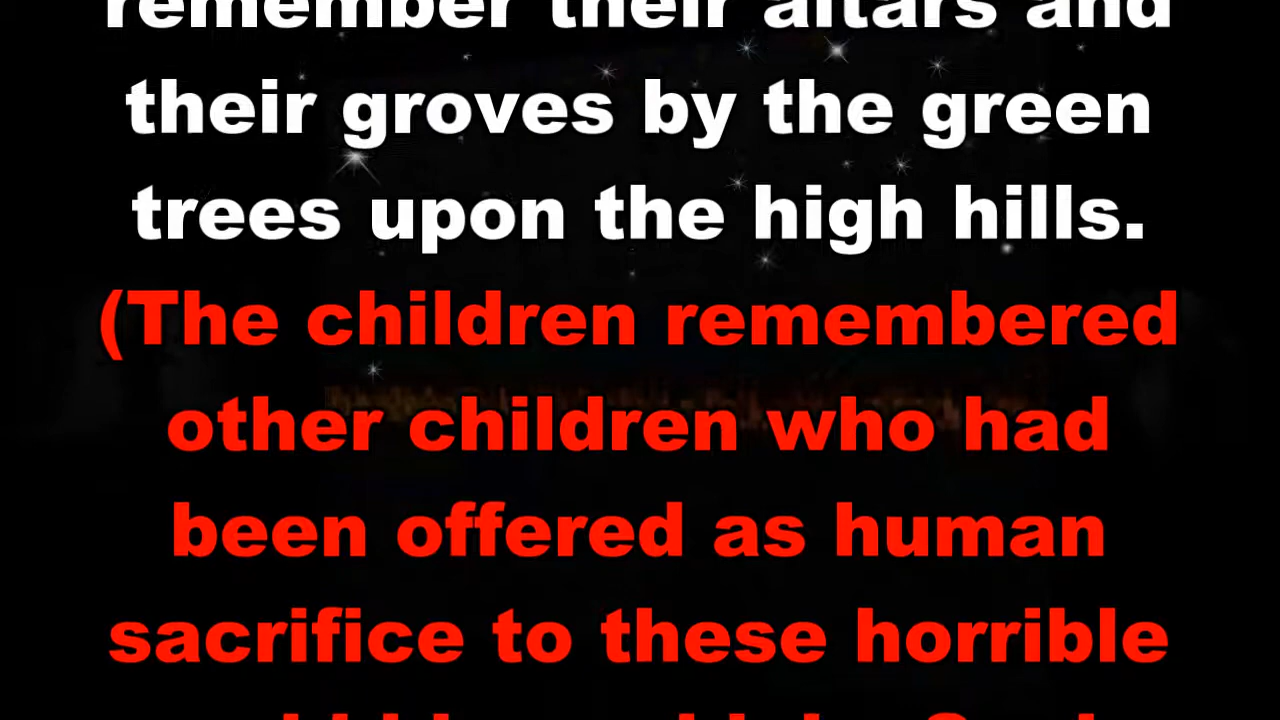 remember their altars and
their groves by the green
trees upon the high hills.
(The children remembered
other children who had
been offered as human
sacrifice to these horrible